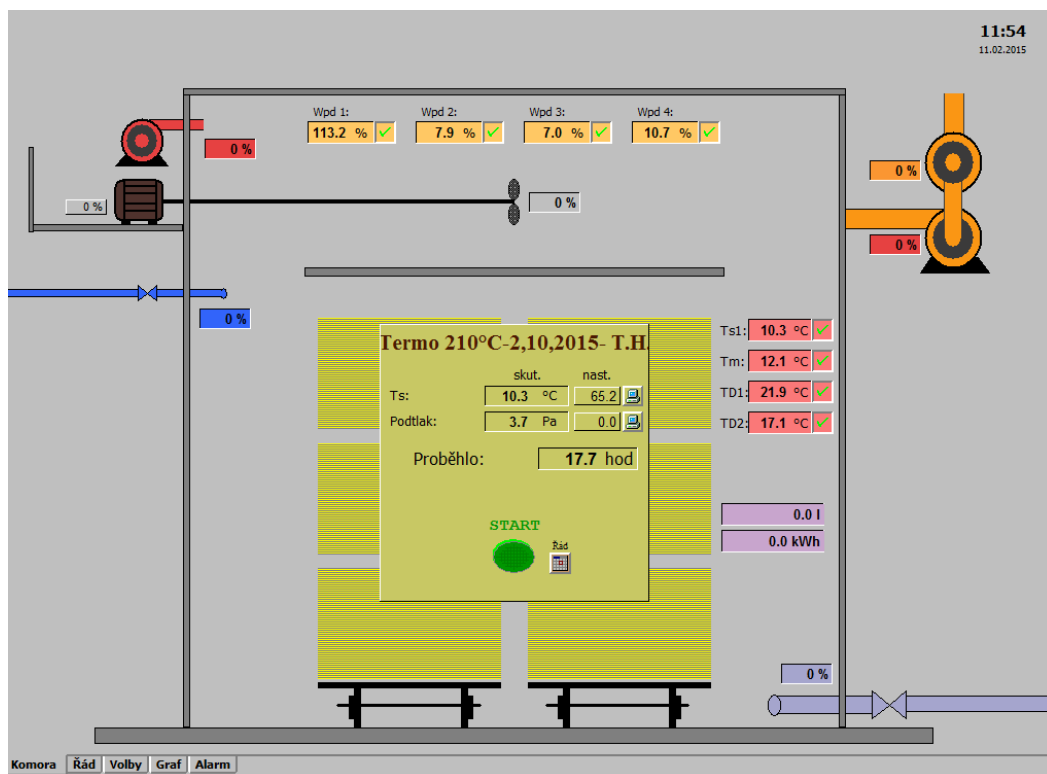 11:54
11.02.2015
Wpd 1: Wpd 2: Wpd 3: Wpd 4:
113.2 % 7.9 % 7.0 % 10.7 %
0 %
0 %
0 %
0 %
0 %
0 %
Termo 210°C-2,10,2015- T.H.
skut. nast.
Ts: 10.3 °C 65.2
Podtlak: 3.7 Pa 0.0
Proběhlo: 17.7 hod
START
Řád
Ts1: 10.3 °C
Tm: 12.1 °C
TD1: 21.9 °C
TD2: 17.1 °C
0.0 l
0.0 kWh
0 %
Komora Řád Volby Graf Alarm